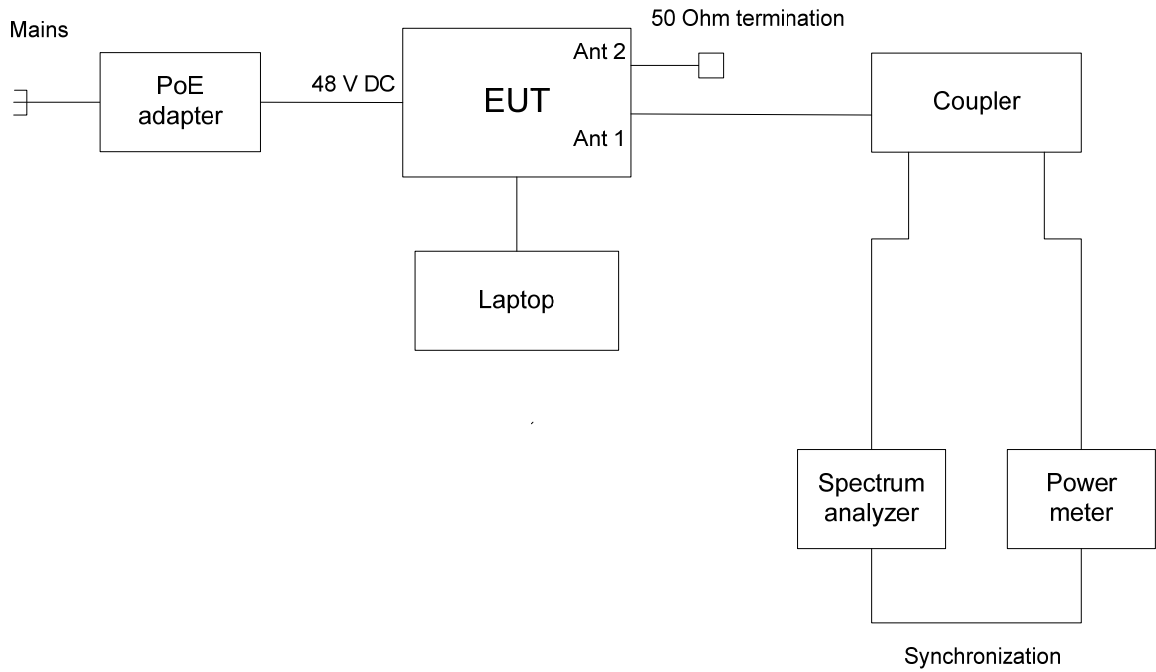 Mains
50 Ohm termination
PoE
adapter
48 V DC
EUT
Ant 2
Ant 1
Coupler
Laptop
Spectrum
analyzer
Power
meter
Synchronization